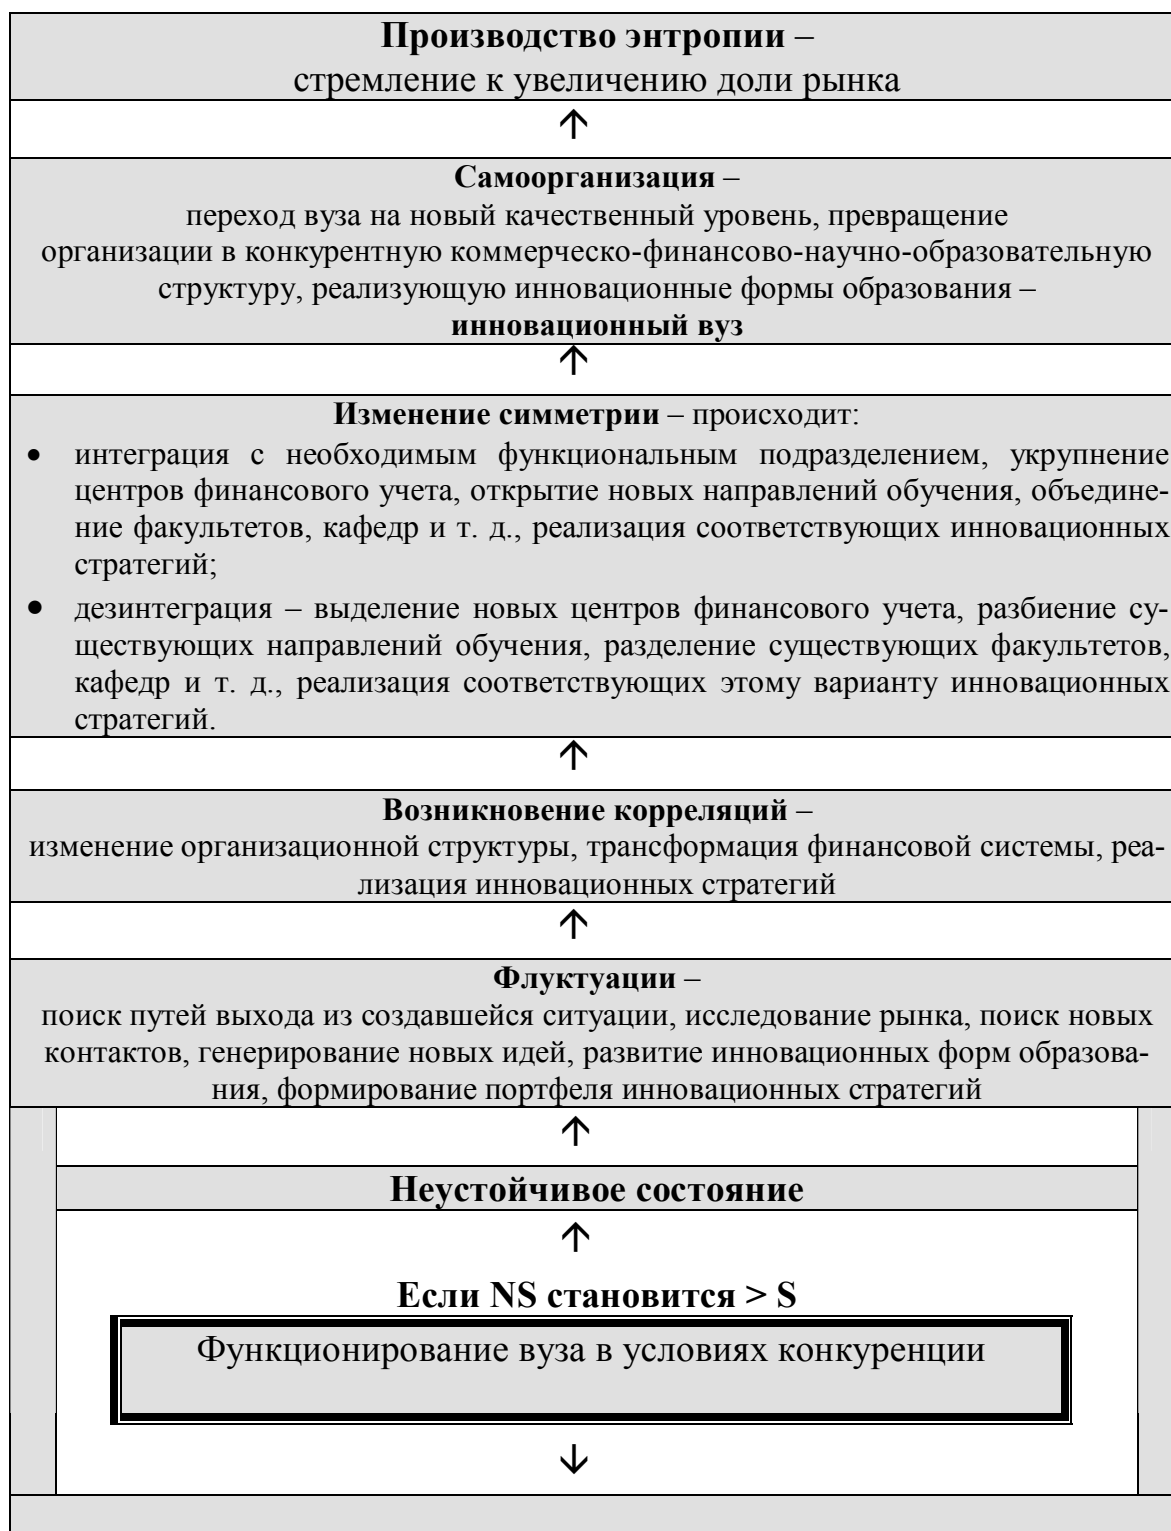 Производство энтропии –
стремление к увеличению доли рынка
↑
Самоорганизация –
переход вуза на новый качественный уровень, превращение
организации в конкурентную коммерческо-финансово-научно-образовательную
структуру, реализующую инновационные формы образования –
инновационный вуз
↑
Изменение симметрии – происходит:
• интеграция с необходимым функциональным подразделением, укрупнение
центров финансового учета, открытие новых направлений обучения, объедине-
ние факультетов, кафедр и т. д., реализация соответствующих инновационных
стратегий;
• дезинтеграция – выделение новых центров финансового учета, разбиение су-
ществующих направлений обучения, разделение существующих факультетов,
кафедр и т. д., реализация соответствующих этому варианту инновационных
стратегий.
↑
Возникновение корреляций –
изменение организационной структуры, трансформация финансовой системы, реа-
лизация инновационных стратегий
↑
Флуктуации –
поиск путей выхода из создавшейся ситуации, исследование рынка, поиск новых
контактов, генерирование новых идей, развитие инновационных форм образова-
ния, формирование портфеля инновационных стратегий
↑
Неустойчивое состояние
↑
Если NS становится > S
Функционирование вуза в условиях конкуренции
↓